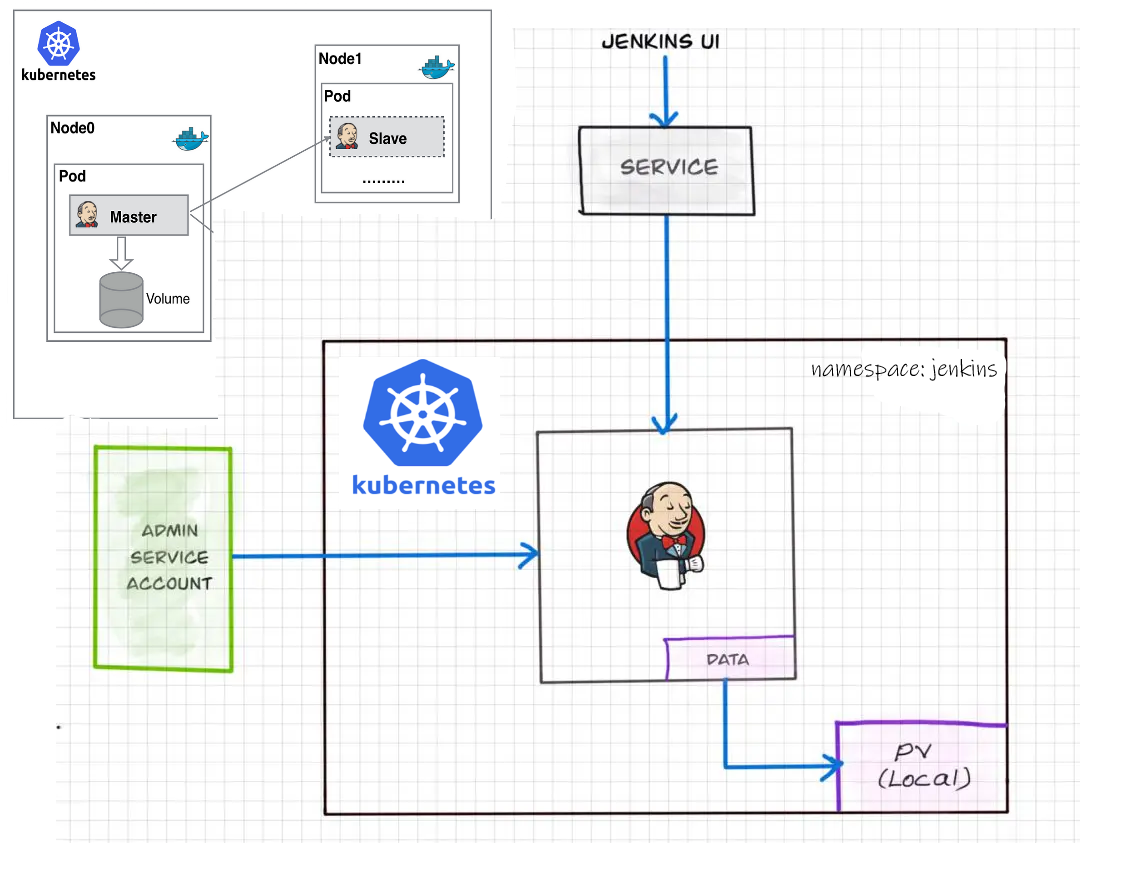 kubernetes
Node0
Pod
Master
Volume
Node1
Pod
Slave
.........
JENKINS UI
SERVICE
namespace: jenkins
kubernetes
ADMIN
SERVICE
ACCOUNT
DATA
PV
(Local)